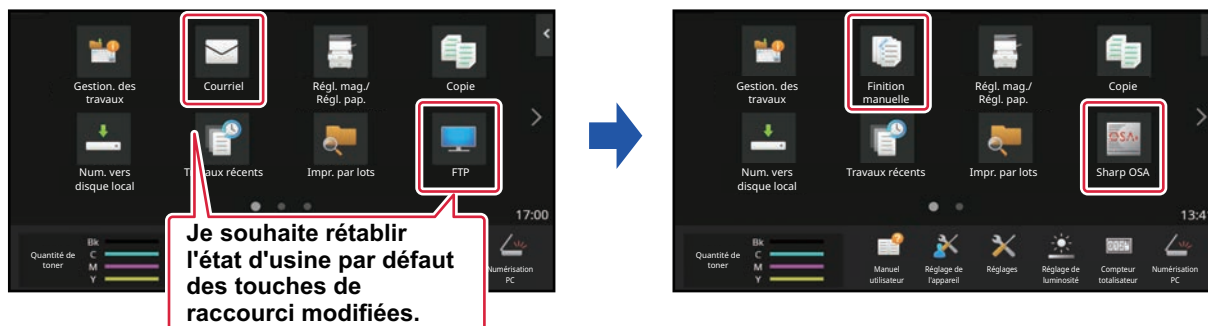 Gestion. des
travaux
Courriel
Régl. mag./
Régl. pap.
Copie
Num. vers
disque local
Travaux récents
Impr. par lots
FTP
17:00
Quantité de
toner
Bk
C
M
Y
Numérisation
PC
Je souhaite rétablir
l'état d'usine par défaut
des touches de
raccourci modifiées.
Gestion. des
travaux
Finition
manuelle
Régl. mag./
Régl. pap.
Copie
Num. vers
disque local
Travaux récents
Impr. par lots
OSA
Sharp OSA
13:4
Quantité de
toner
Bk
C
M
Y
Manuel
utilisateur
Réglage de
l'appareil
Réglages
Réglage de
luminosité
Compteur
totalisateur
Numérisation
PC